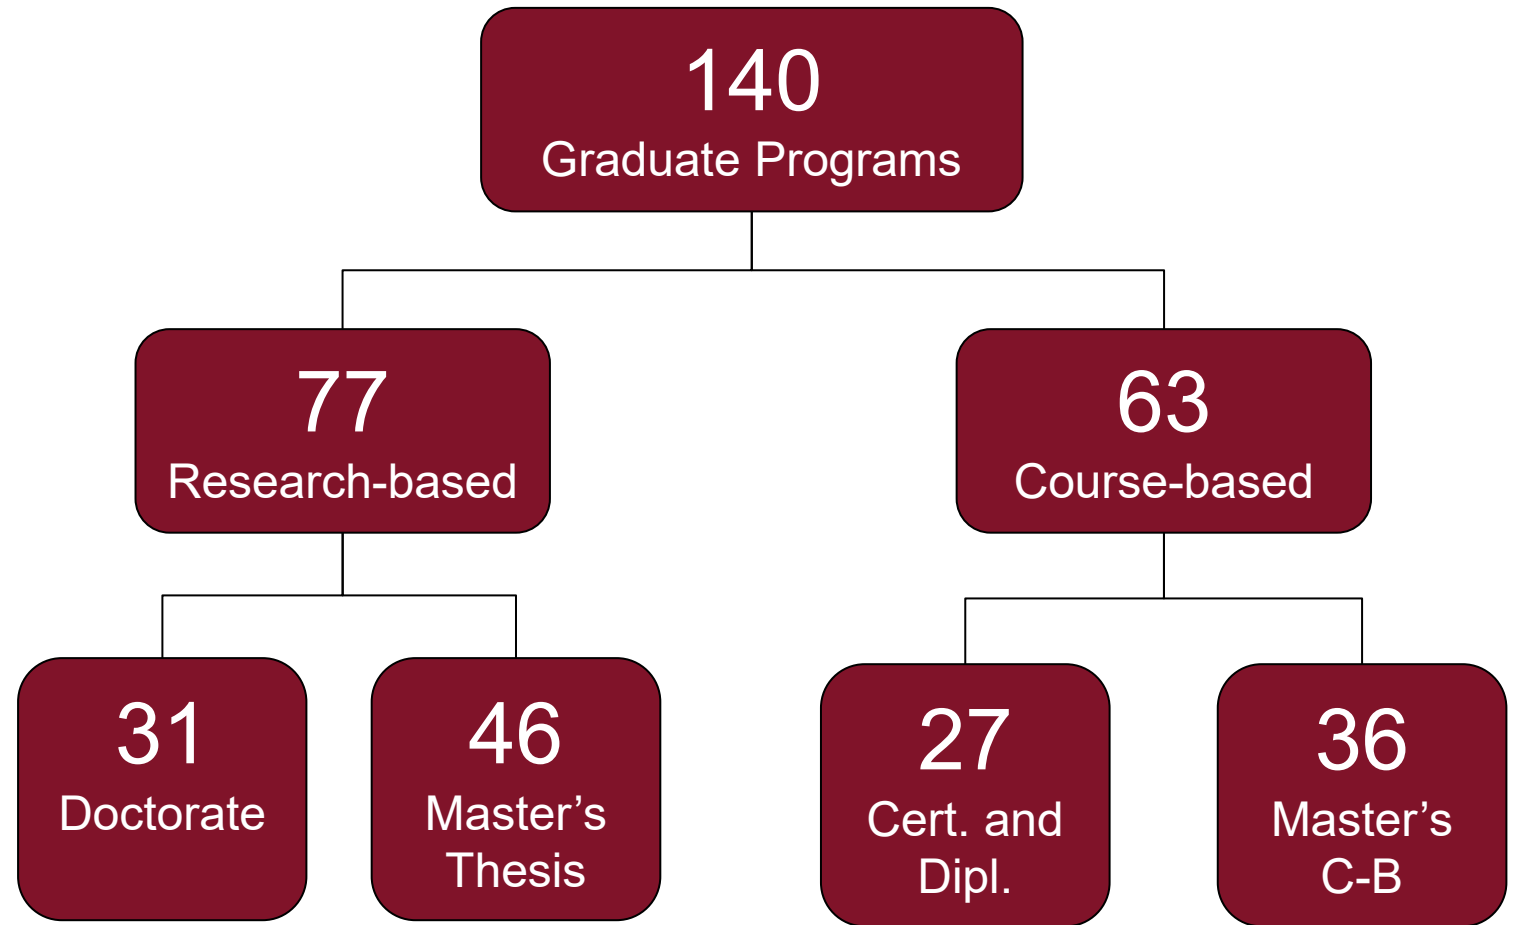 140
Graduate Programs
77
Research-based
63
Course-based
31
Doctorate
46
Master’s
Thesis
27
Cert. and
Dipl.
36
Master’s
C-B